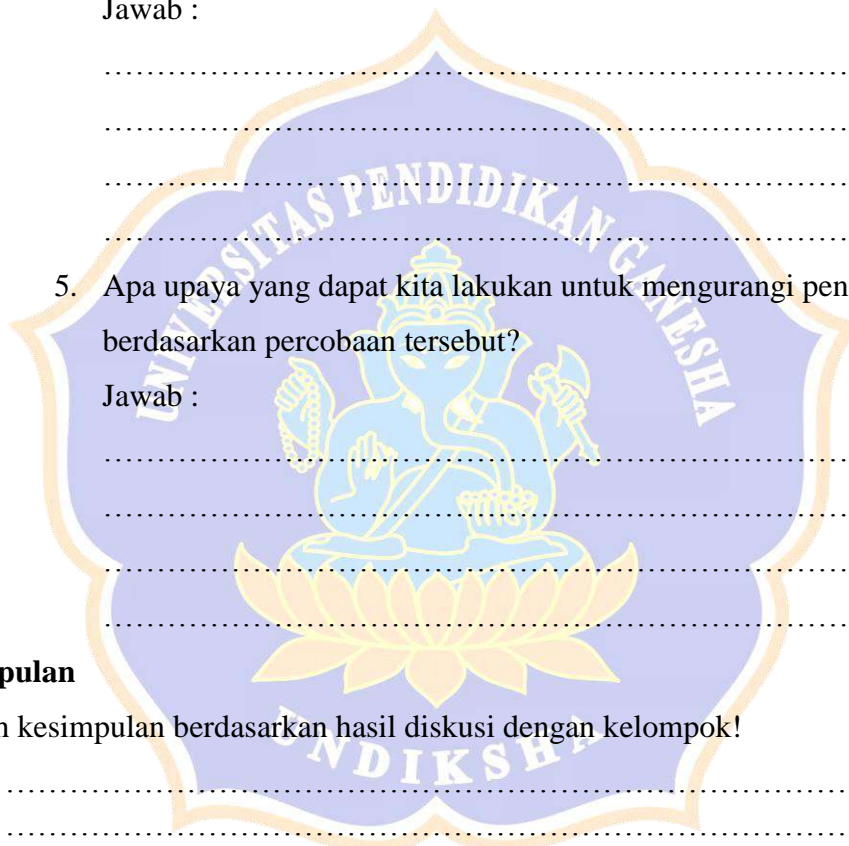 Jawab :
………………………………………………………………
………………………………………………………………
………………………………………………………………
………………………………………………………………
5. Apa upaya yang dapat kita lakukan untuk mengurangi pen
berdasarkan percobaan tersebut?
Jawab :
………………………………………………………………
………………………………………………………………
………………………………………………………………
………………………………………………………………
pulan
n kesimpulan berdasarkan hasil diskusi dengan kelompok!
………………………………………………………………………
………………………………………………………………………
UNIVERSITAS PENDIDIKAN GANESHA
UNDIKSHA